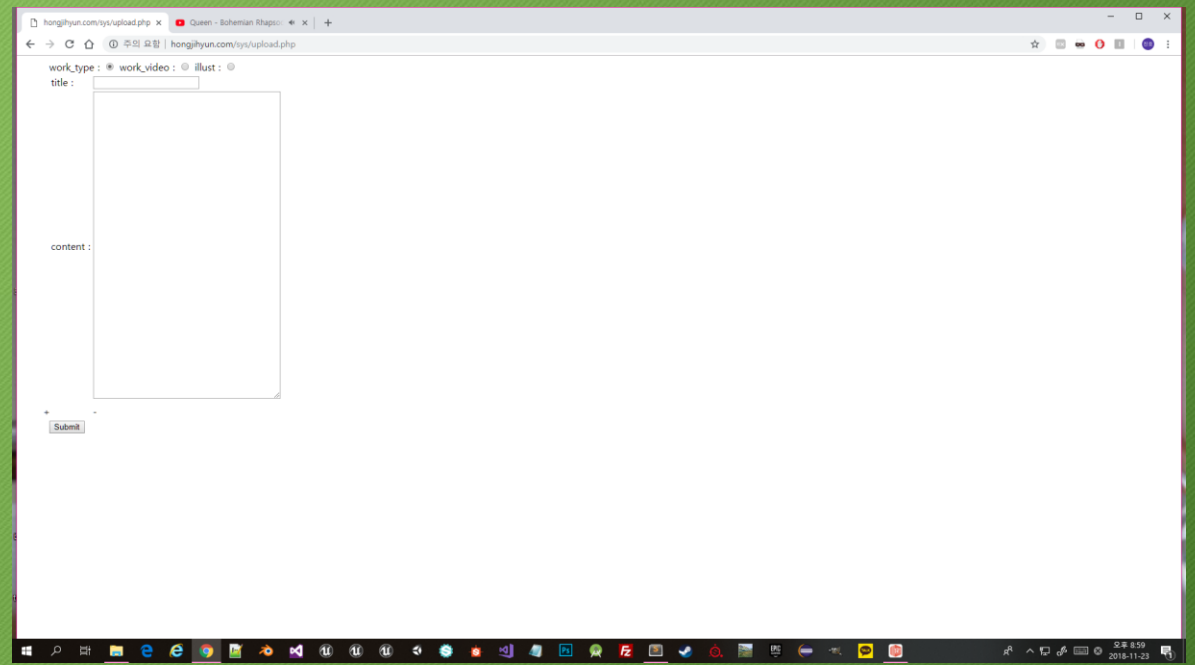 hongjihyun.com/sys/upload.php
Queen - Bohemian Rhapso
주의 요함 | hongjihyun.com/sys/upload.php
work_type : work_video : illust :
title :
content :
+ -
Submit
오후 8:59
2018-11-23